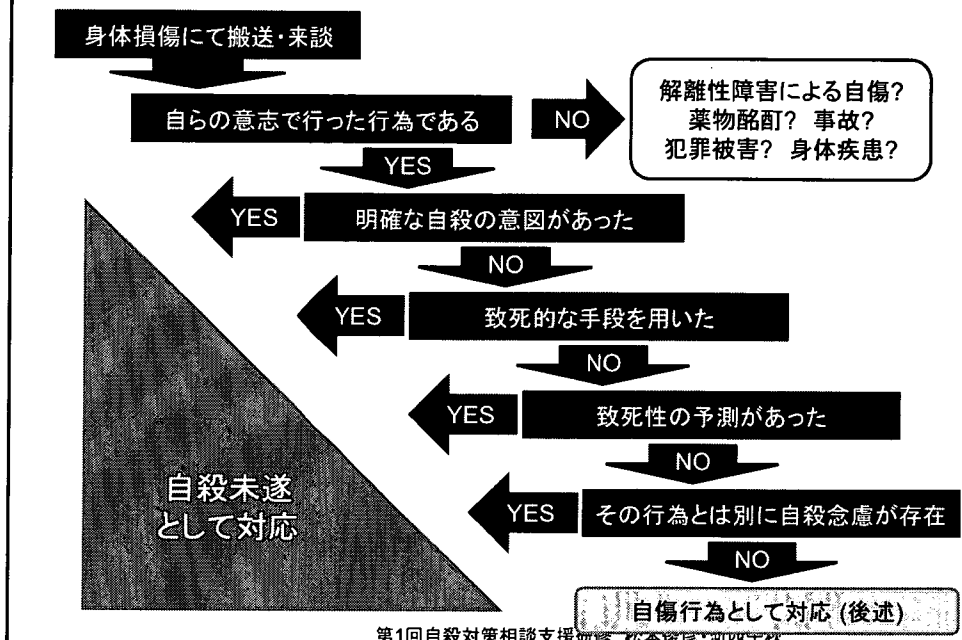 身体損傷にて搬送・来談
自らの意志で行った行為である
NO
解離性障害による自傷?
薬物酩酊? 事故?
犯罪被害? 身体疾患?
YES
YES
明確な自殺の意図があった
NO
YES
致死的な手段を用いた
NO
YES
致死性の予測があった
NO
YES
その行為とは別に自殺念慮が存在
NO
自殺未遂
として対応
自傷行為として対応 (後述)
第1回自殺対策相談支援研修